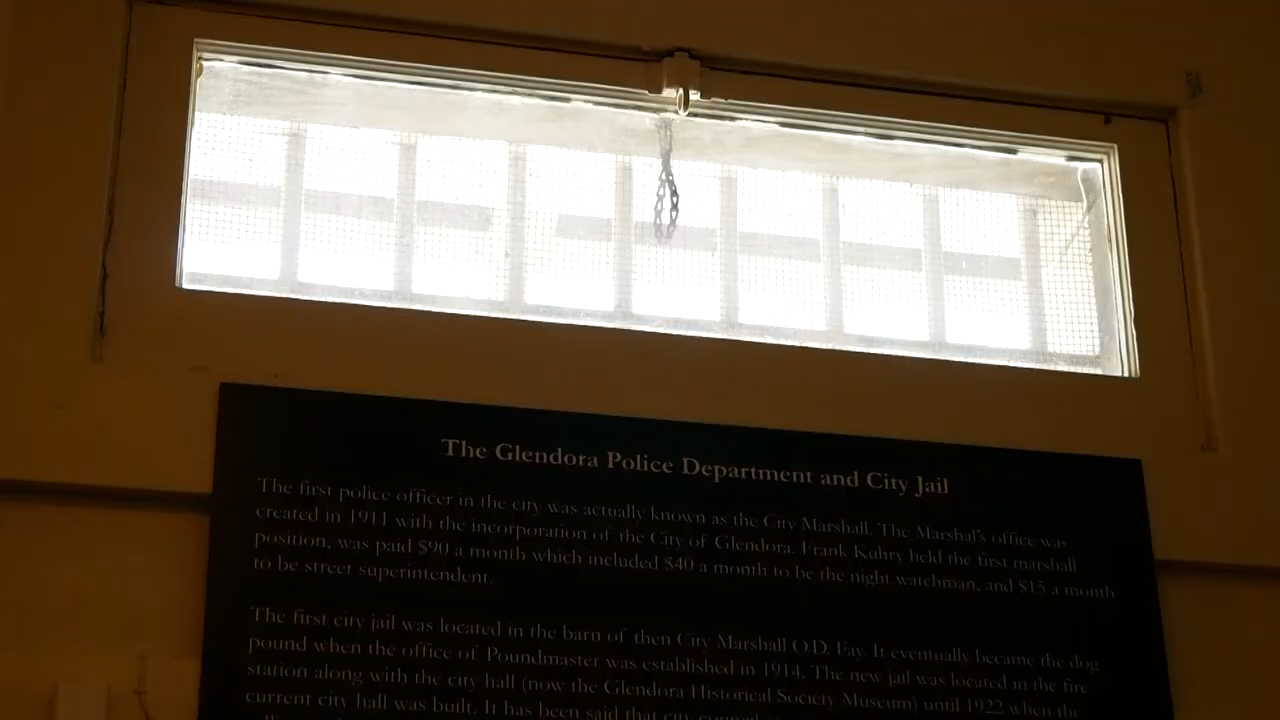 The Glendora Police Department and City Jail
The first police officer in the city was actually known as the City Marshall. The Marshal's office was
created in 1911 with the incorporation of the City of Glendora. Frank Kuhry held the first marshall
position, was paid $90 a month which included $40 a month to be the night watchman, and $15 a month
to be street superintendent.
The first city jail was located in the barn of then City Marshall O.D. Fay. It eventually became the dog
pound when the office of Poundmaster was established in 1914. The new jail was located in the fire
station along with the city hall (now the Glendora Historical Society Museum) until 1922 when the
current city hall was built. It has been said that city